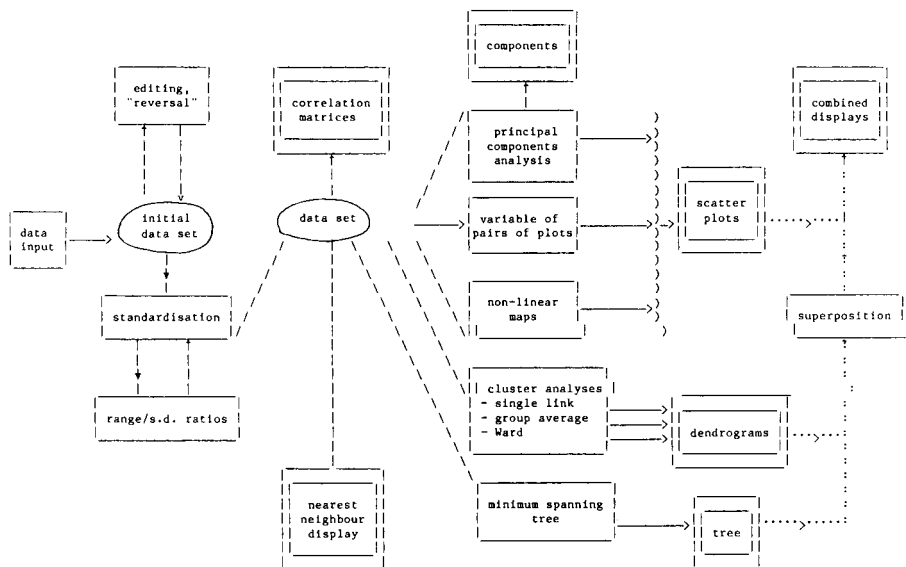 components
editing,
"reversal"
correlation
matrices
combined
displays
principal
components
analysis
data
input
initial
data set
data set
variable of
pairs of plots
scatter
plots
standardisation
non-linear
maps
superposition
range/s.d. ratios
cluster analyses
- single link
- group average
- Ward
dendrograms
nearest
neighbour
display
minimum spanning
tree
tree